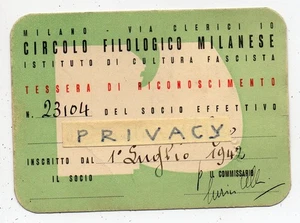 MILANO - VIA CLERICI 10
CIRCOLO FILOLOGICO MILANESE
ISTITUTO DI CULTURA FASCISTA
TESSERA DI RICONOSCIMENTO
N. 23104 DEL SOCIO EFFETTIVO
PRIVACY
INSCRITTO DAL 1° Luglio 1942
IL SOCIO
P. IL COMMISSARIO